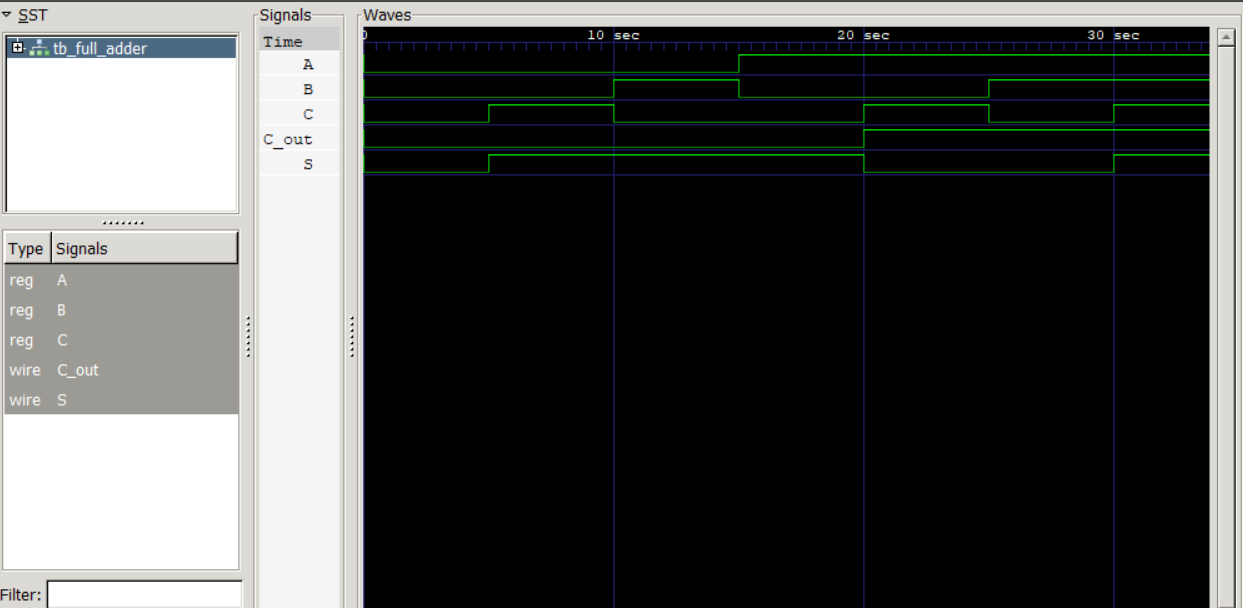 SST
tb_full_adder
Type Signals
reg A
reg B
reg C
wire C_out
wire S
Filter:
Signals
Time
A
B
C
C_out
S
Waves
0 10 sec 20 sec 30 sec